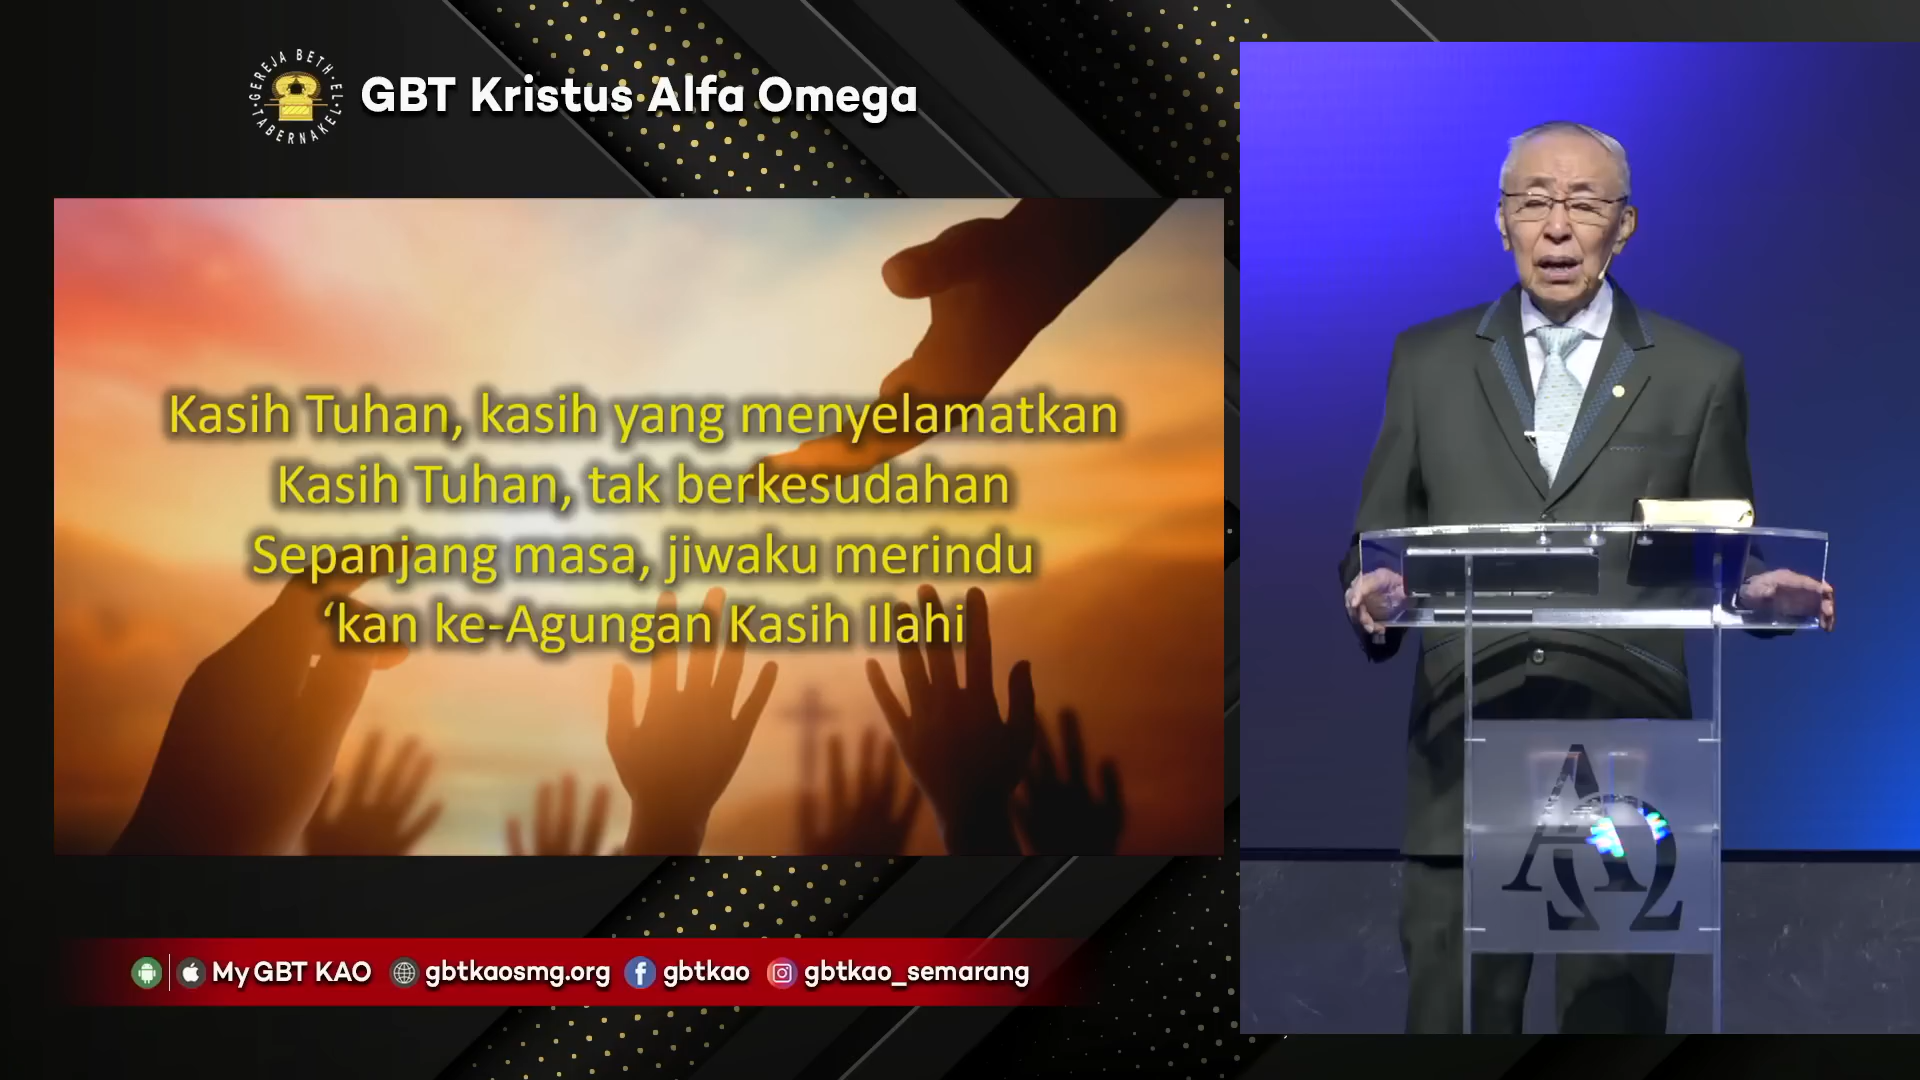 GEREJA BETH-EL
TABERNAKEL
GBT Kristus Alfa Omega
Kasih Tuhan, kasih yang menyelamatkan
Kasih Tuhan, tak berkesudahan
Sepanjang masa, jiwaku merindu
‘kan ke-Agungan Kasih Ilahi
ΑΩ
My GBT KAO gbtkaosmg.org gbtkao gbtkao_semarang